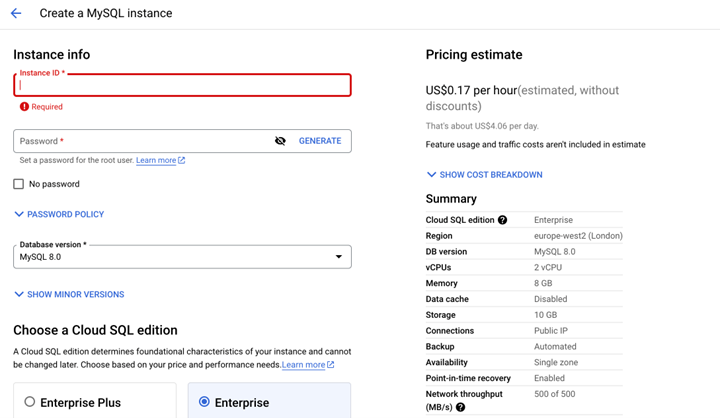 Create a MySQL instance
Instance info
Instance ID *
Required
Password *
GENERATE
Set a password for the root user. Learn more
No password
PASSWORD POLICY
Database version *
MySQL 8.0
SHOW MINOR VERSIONS
Choose a Cloud SQL edition
A Cloud SQL edition determines foundational characteristics of your instance and cannot
be changed later. Choose based on your price and performance needs.Learn more
Enterprise Plus
Enterprise
Pricing estimate
US$0.17 per hour(estimated, without
discounts)
That's about US$4.06 per day.
Feature usage and traffic costs aren't included in estimate
SHOW COST BREAKDOWN
Summary
Cloud SQL edition Enterprise
Region europe-west2 (London)
DB version MySQL 8.0
vCPUs 2 vCPU
Memory 8 GB
Data cache Disabled
Storage 10 GB
Connections Public IP
Backup Automated
Availability Single zone
Point-in-time recovery Enabled
Network throughput 500 of 500
(MB/s)